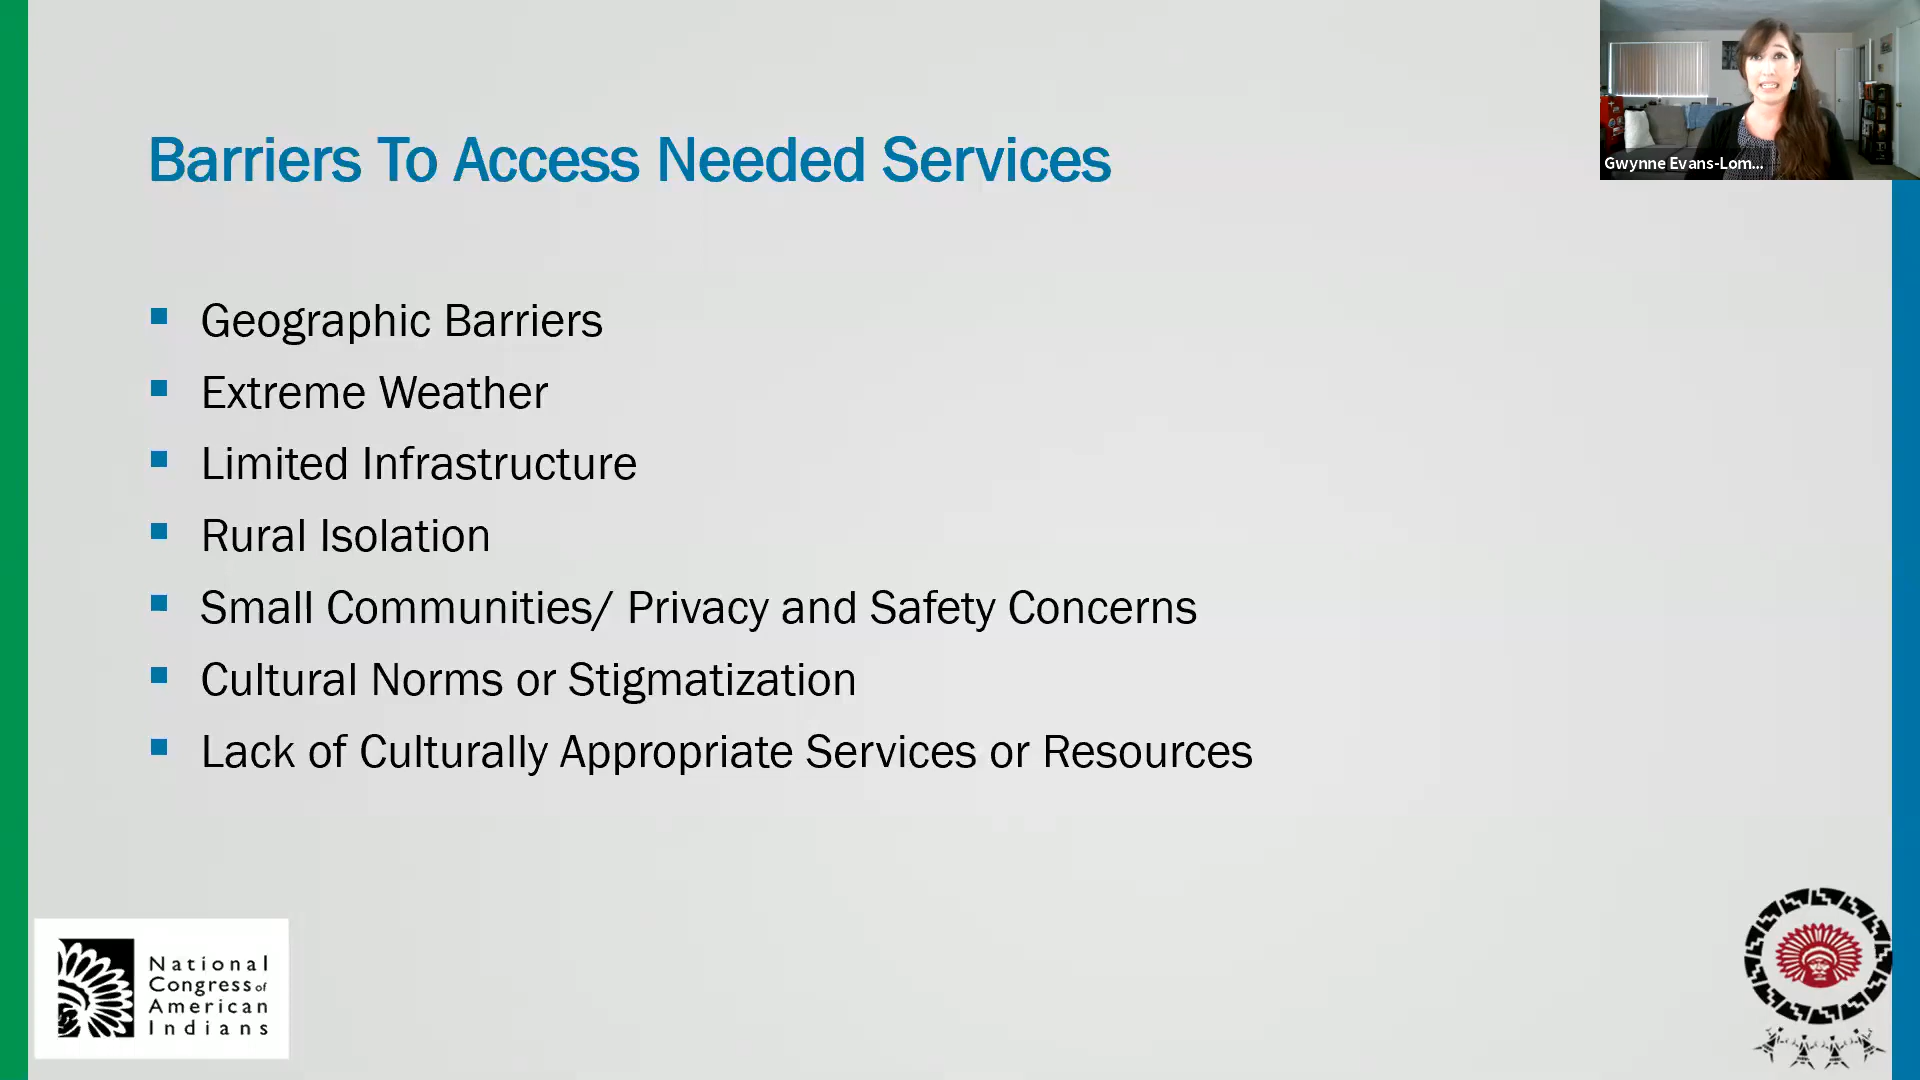 Barriers To Access Needed Services
Gwynne Evans-Lom...
Geographic Barriers
Extreme Weather
Limited Infrastructure
Rural Isolation
Small Communities/ Privacy and Safety Concerns
Cultural Norms or Stigmatization
Lack of Culturally Appropriate Services or Resources
National
Congress of
American
Indians